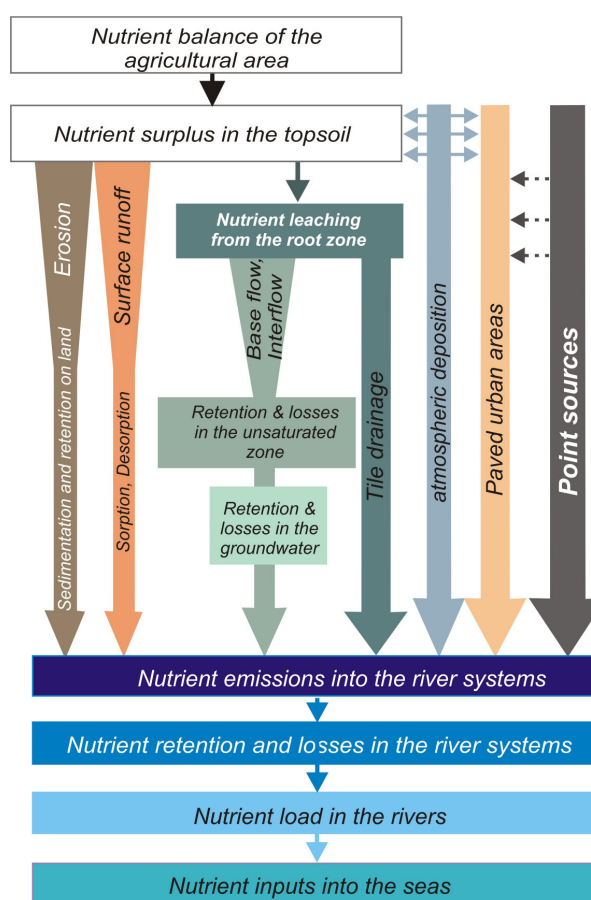 Nutrient balance of the
agricultural area
Nutrient surplus in the topsoil
Erosion
Sedimentation and retention on land
Surface runoff
Sorption, Desorption
Nutrient leaching
from the root zone
Base flow,
Interflow
Retention & losses
in the unsaturated
zone
Retention &
losses in the
groundwater
Tile drainage
atmospheric deposition
Paved urban areas
Point sources
Nutrient emissions into the river systems
Nutrient retention and losses in the river systems
Nutrient load in the rivers
Nutrient inputs into the seas